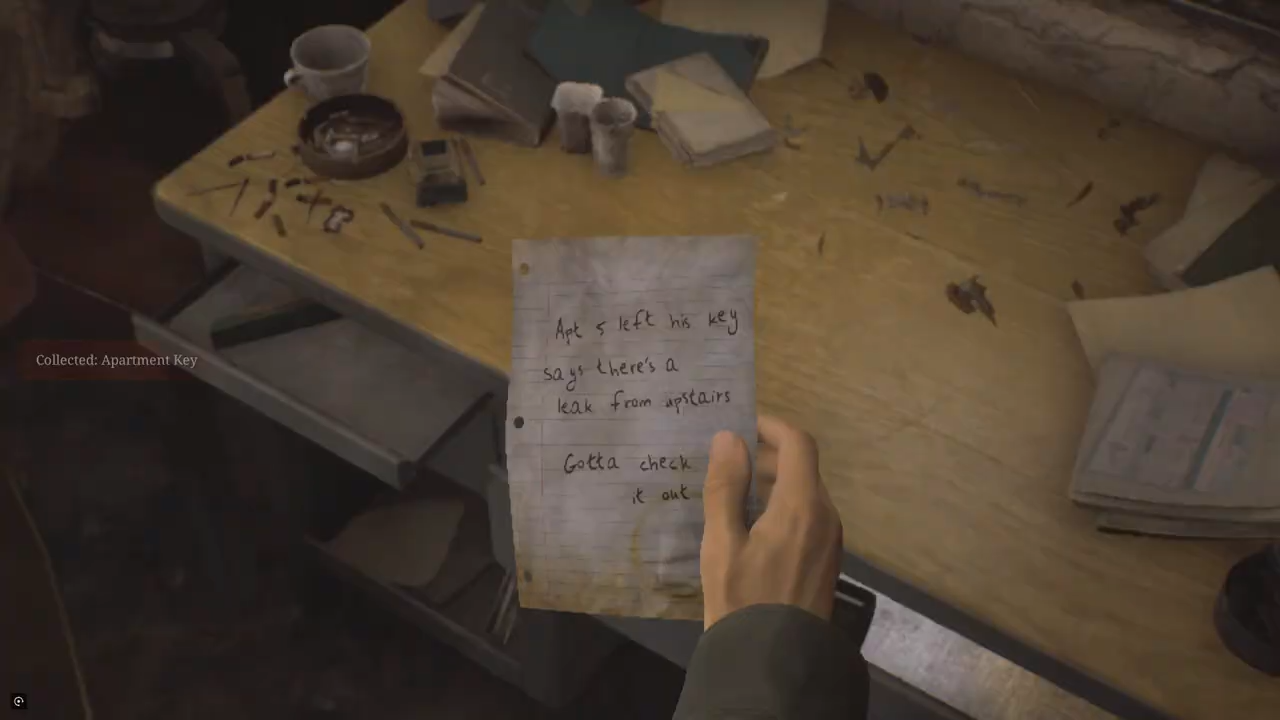 Apt 5 left his key
says there's a
leak from upstairs
Gotta check
it out
Collected: Apartment Key